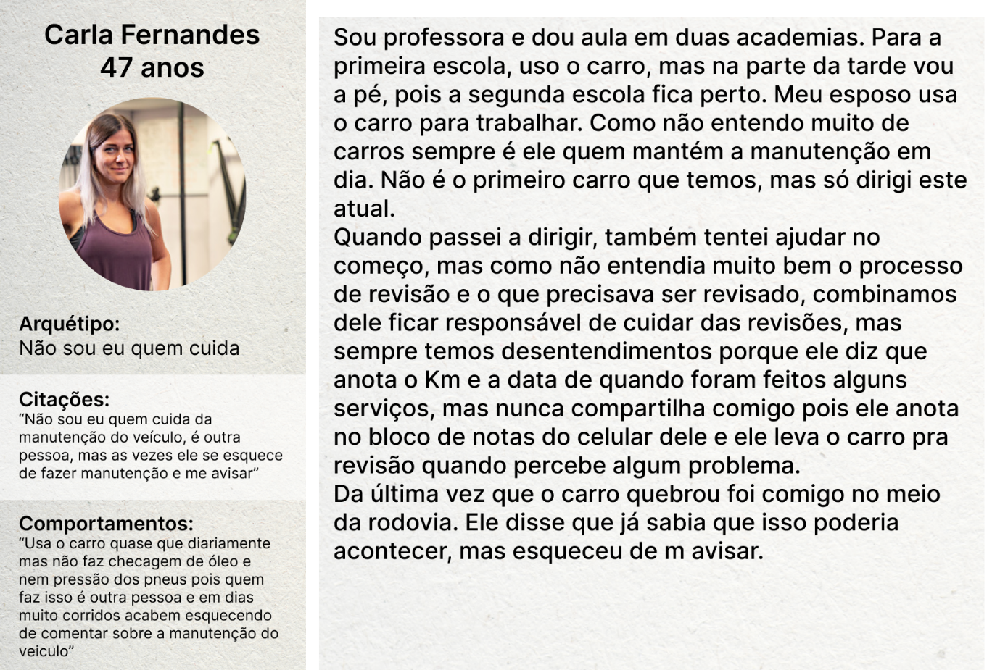 Carla Fernandes
47 anos
Arquétipo:
Não sou eu quem cuida
Citações:
“Não sou eu quem cuida da
manutenção do veículo, é outra
pessoa, mas as vezes ele se esquece
de fazer manutenção e me avisar”
Comportamentos:
“Usa o carro quase que diariamente
mas não faz checagem de óleo e
nem pressão dos pneus pois quem
faz isso é outra pessoa e em dias
muito corridos acabem esquecendo
de comentar sobre a manutenção do
veiculo”
Sou professora e dou aula em duas academias. Para a
primeira escola, uso o carro, mas na parte da tarde vou
a pé, pois a segunda escola fica perto. Meu esposo usa
o carro para trabalhar. Como não entendo muito de
carros sempre é ele quem mantém a manutenção em
dia. Não é o primeiro carro que temos, mas só dirigi este
atual.
Quando passei a dirigir, também tentei ajudar no
começo, mas como não entendia muito bem o processo
de revisão e o que precisava ser revisado, combinamos
dele ficar responsável de cuidar das revisões, mas
sempre temos desentendimentos porque ele diz que
anota o Km e a data de quando foram feitos alguns
serviços, mas nunca compartilha comigo pois ele anota
no bloco de notas do celular dele e ele leva o carro pra
revisão quando percebe algum problema.
Da última vez que o carro quebrou foi comigo no meio
da rodovia. Ele disse que já sabia que isso poderia
acontecer, mas esqueceu de m avisar.